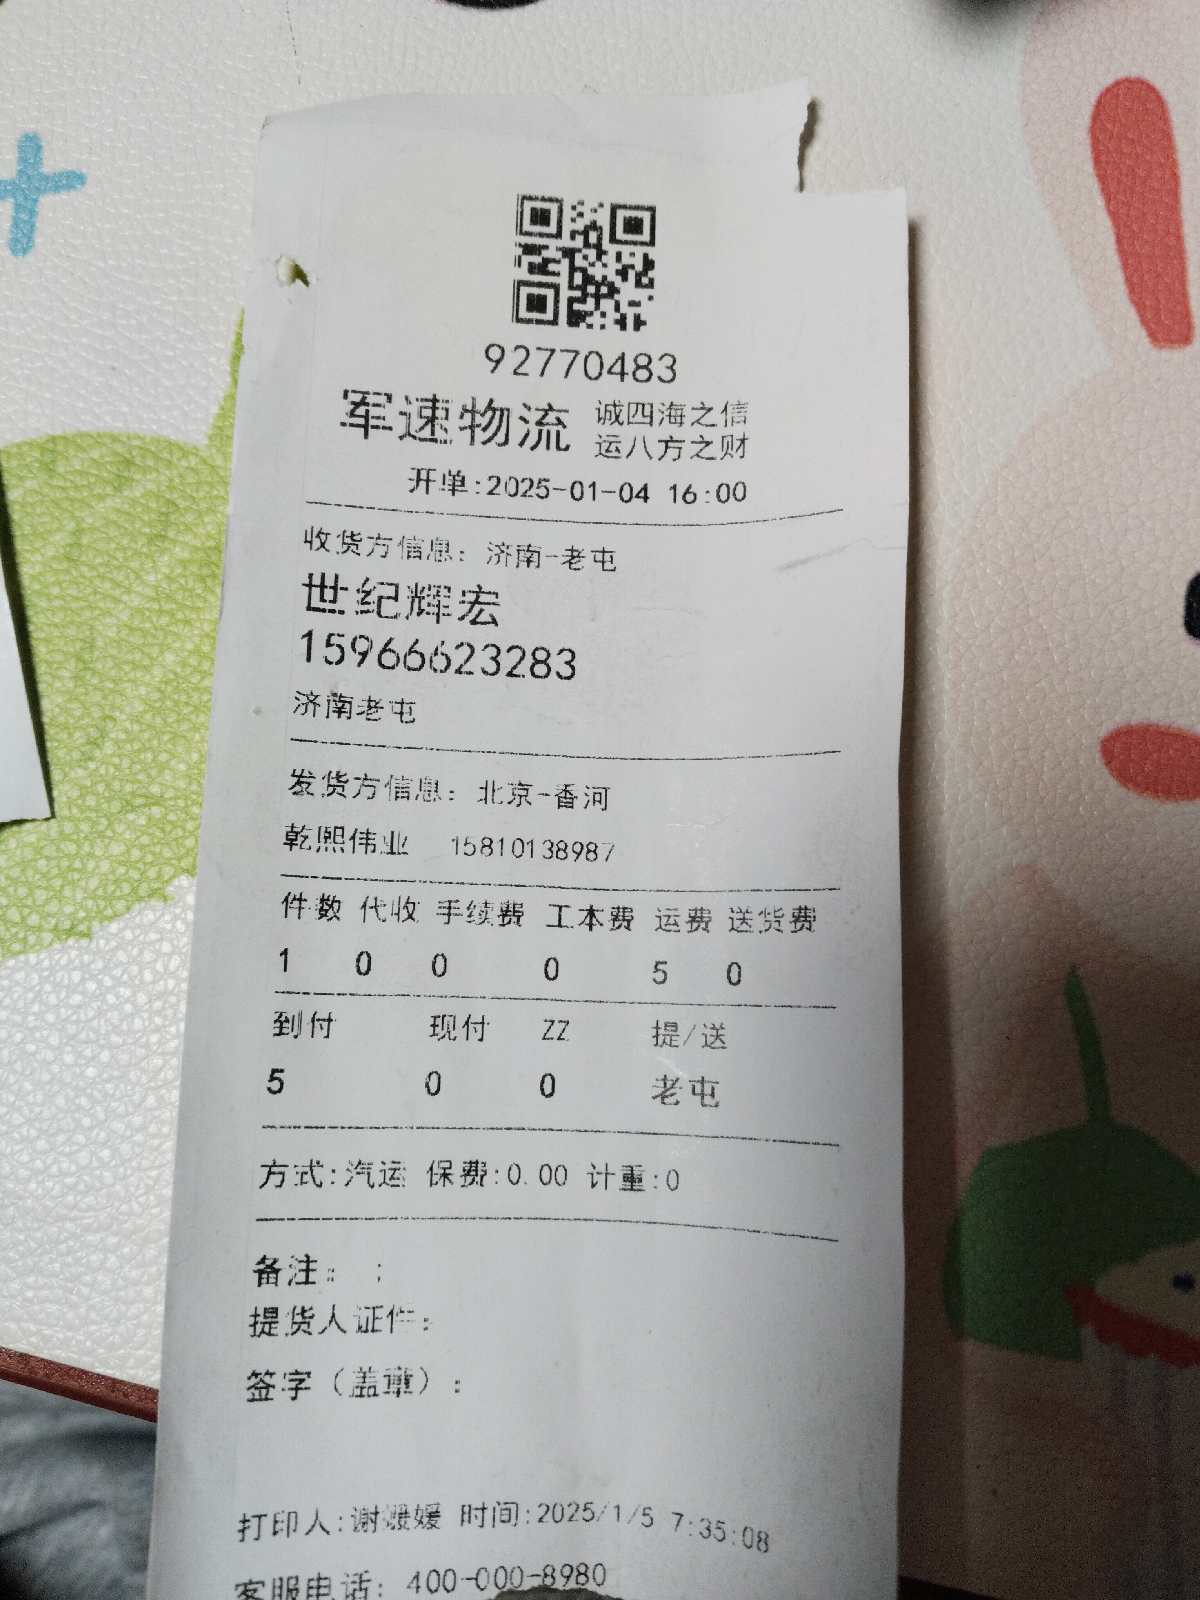 92770483
军速物流 诚四海之信
运八方之财
开单:2025-01-04 16:00
收货方信息: 济南-老屯
世纪辉宏
15966623283
济南老屯
发货方信息: 北京-香河
乾熙伟业 15810138987
件数 代收 手续费 工本费 运费 送货费
1 0 0 0 5 0
到付 现付 ZZ 提/送
5 0 0 老屯
方式:汽运 保费:0.00 计重:0
备注: :
提货人证件:
签字(盖章):
打印人:谢媛媛 时间:2025/1/5 7:35:08
客服电话: 400-000-8980